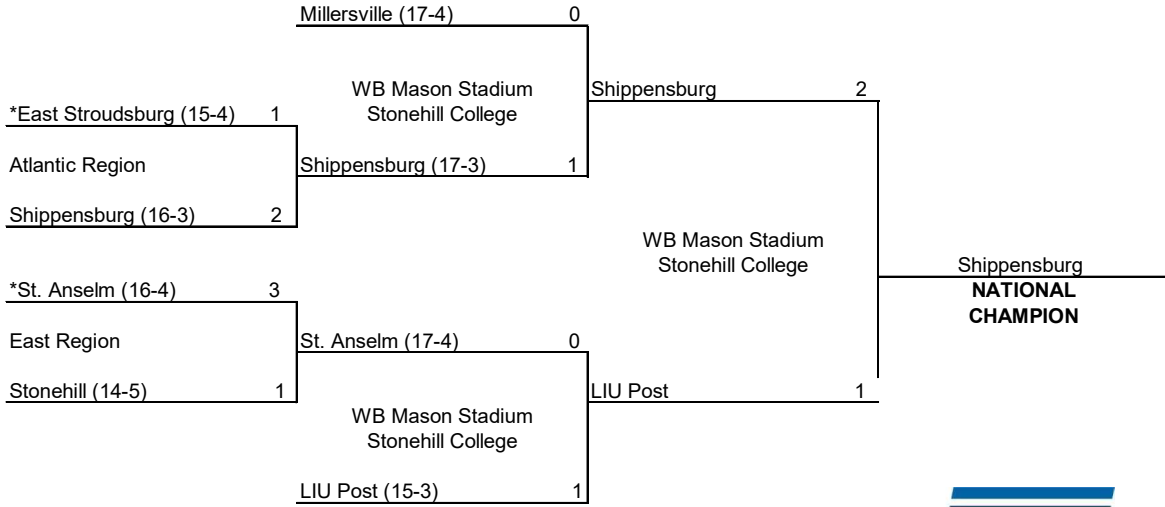 Millersville (17-4) 0
WB Mason Stadium
Stonehill College
Shippensburg 2
*East Stroudsburg (15-4) 1
Atlantic Region
Shippensburg (17-3) 1
Shippensburg (16-3) 2
WB Mason Stadium
Stonehill College
Shippensburg
NATIONAL
CHAMPION
*St. Anselm (16-4) 3
East Region
St. Anselm (17-4) 0
Stonehill (14-5) 1
LIU Post 1
WB Mason Stadium
Stonehill College
LIU Post (15-3) 1